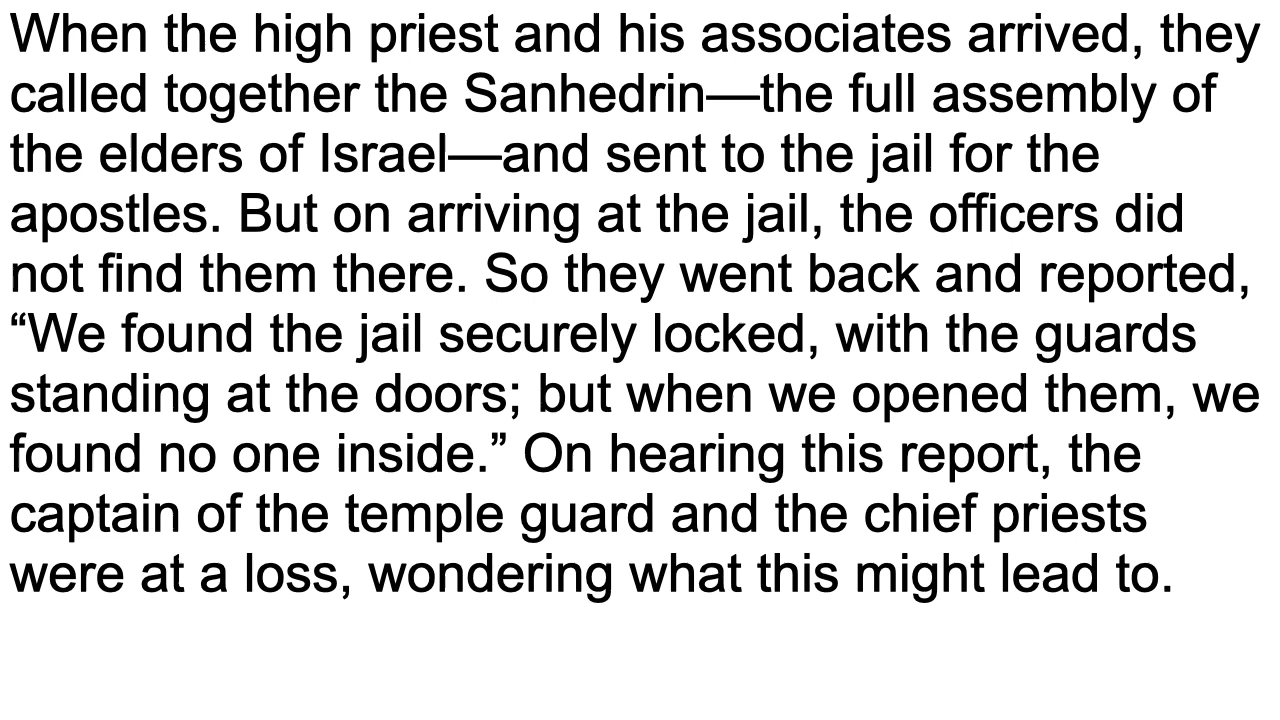 When the high priest and his associates arrived, they
called together the Sanhedrin—the full assembly of
the elders of Israel—and sent to the jail for the
apostles. But on arriving at the jail, the officers did
not find them there. So they went back and reported,
“We found the jail securely locked, with the guards
standing at the doors; but when we opened them, we
found no one inside.” On hearing this report, the
captain of the temple guard and the chief priests
were at a loss, wondering what this might lead to.